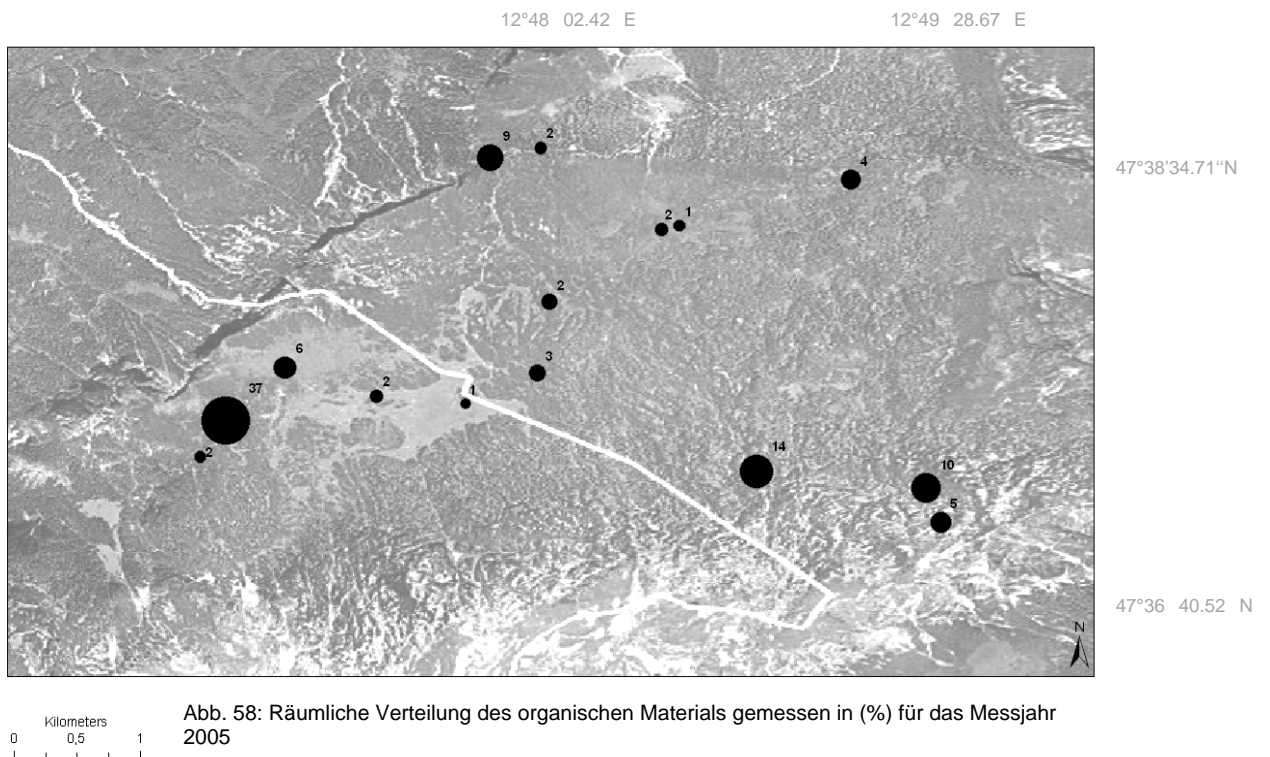 12°48 02.42 E 12°49 28.67 E
9 2
4
47°38'34.71“N
2 1
2
6
3
37
2
1
2
14
10
5
47°36 40.52 N
N
Kilometers
0 0,5 1
Abb. 58: Räumliche Verteilung des organischen Materials gemessen in (%) für das Messjahr
2005